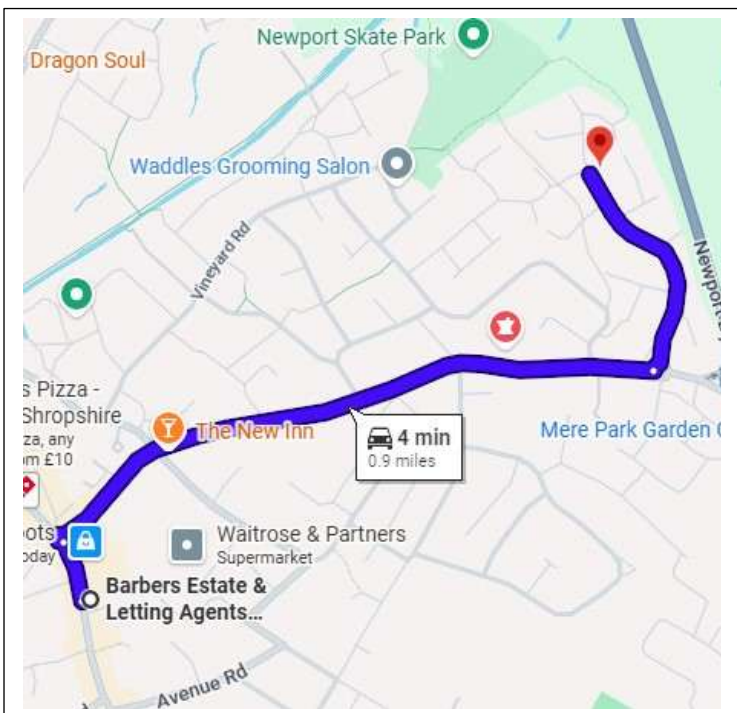 Newport Skate Park
Dragon Soul
Waddles Grooming Salon
Vineyard Rd
Newport
s Pizza -
Shropshire
za, any
om £10
The New Inn
4 min
0.9 miles
Mere Park Garden C
ots
oday
Waitrose & Partners
Supermarket
Barbers Estate &
Letting Agents...
Avenue Rd